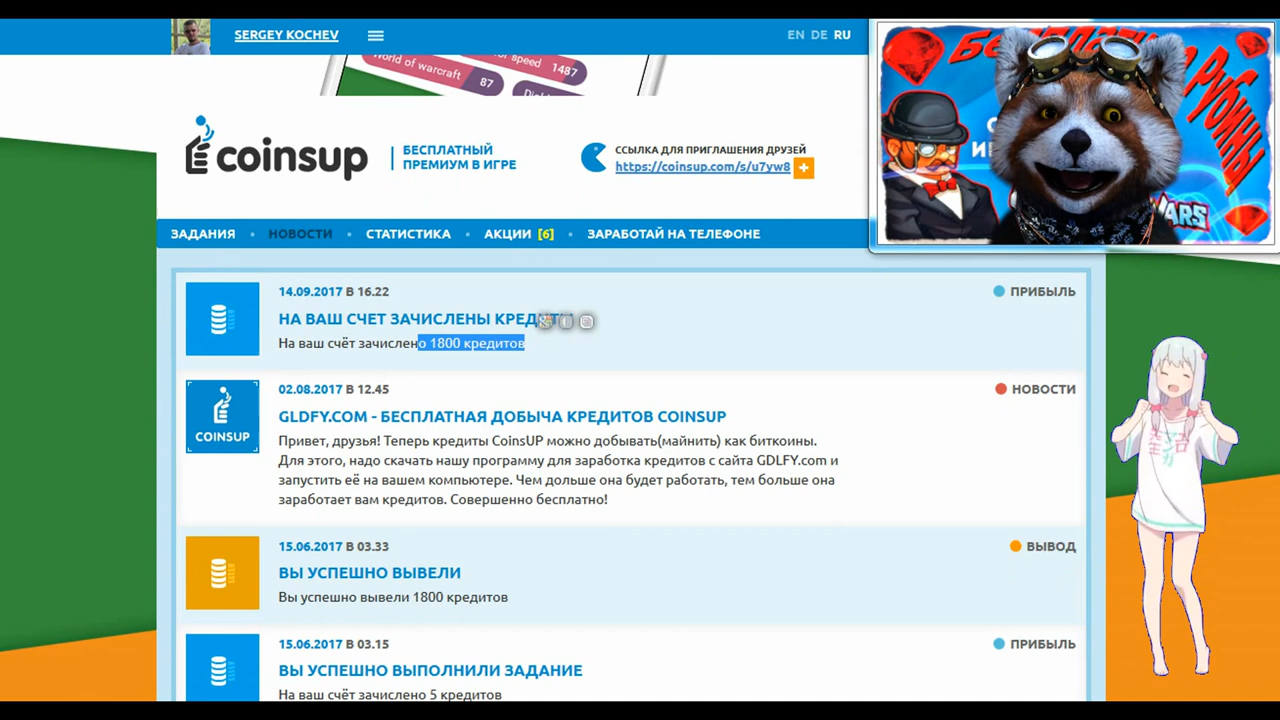 SERGEY KOCHEV
EN DE RU
World of warcraft 87
for speed 1487
coinsup
БЕСПЛАТНЫЙ
ПРЕМИУМ В ИГРЕ
ССЫЛКА ДЛЯ ПРИГЛАШЕНИЯ ДРУЗЕЙ
https://coinsup.com/s/u7yw8 +
Рубины
ARS
ЗАДАНИЯ • НОВОСТИ • СТАТИСТИКА • АКЦИИ [6] • ЗАРАБОТАЙ НА ТЕЛЕФОНЕ
14.09.2017 В 16.22
ПРИБЫЛЬ
НА ВАШ СЧЕТ ЗАЧИСЛЕНЫ
На ваш счёт зачислено 1800 кредитов
02.08.2017 В 12.45
НОВОСТИ
COINSUP
GLDFY.COM - БЕСПЛАТНАЯ ДОБЫЧА КРЕДИТОВ COINSUP
Привет, друзья! Теперь кредиты CoinsUP можно добывать(майнить) как биткоины.
Для этого, надо скачать нашу программу для заработка кредитов с сайта GDLFY.com и
запустить её на вашем компьютере. Чем дольше она будет работать, тем больше она
заработает вам кредитов. Совершенно бесплатно!
15.06.2017 В 03.33
ВЫВОД
ВЫ УСПЕШНО ВЫВЕЛИ
Вы успешно вывели 1800 кредитов
15.06.2017 В 03.15
ПРИБЫЛЬ
ВЫ УСПЕШНО ВЫПОЛНИЛИ ЗАДАНИЕ
На ваш счёт зачислено 5 кредитов